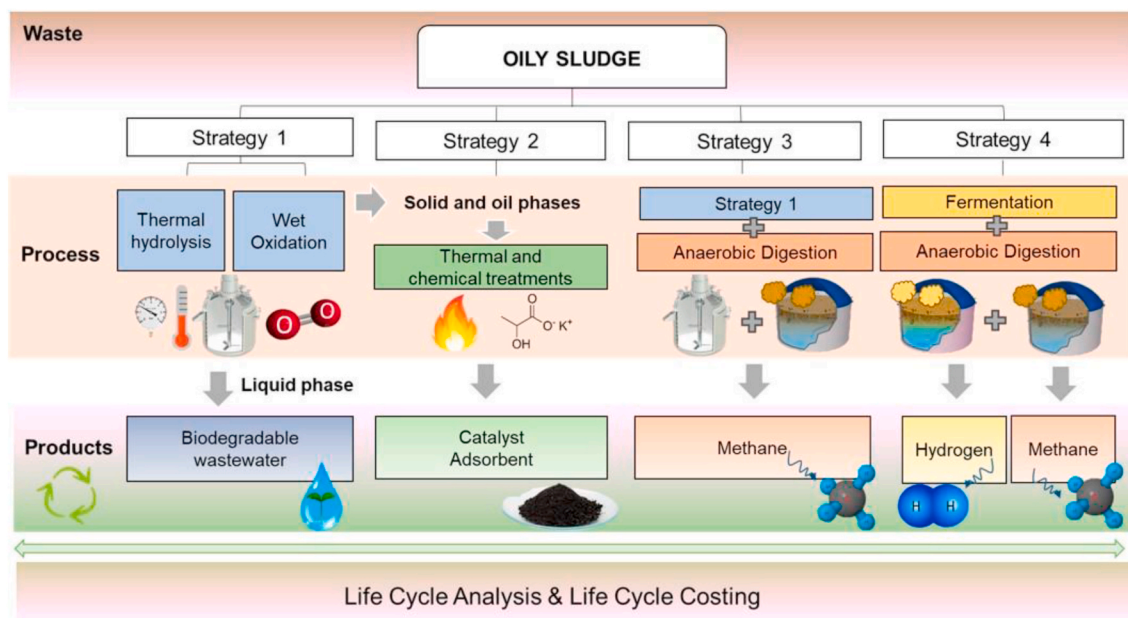 Waste
OILY SLUDGE
Strategy 1
Strategy 2
Strategy 3
Strategy 4
Process
Thermal
hydrolysis
Wet
Oxidation
Solid and oil phases
Thermal and
chemical treatments
O
O
O
O⁻ K⁺
OH
Strategy 1
Anaerobic Digestion
Fermentation
Anaerobic Digestion
Liquid phase
Products
Biodegradable
wastewater
Catalyst
Adsorbent
Methane
Hydrogen
H H
Methane
Life Cycle Analysis & Life Cycle Costing